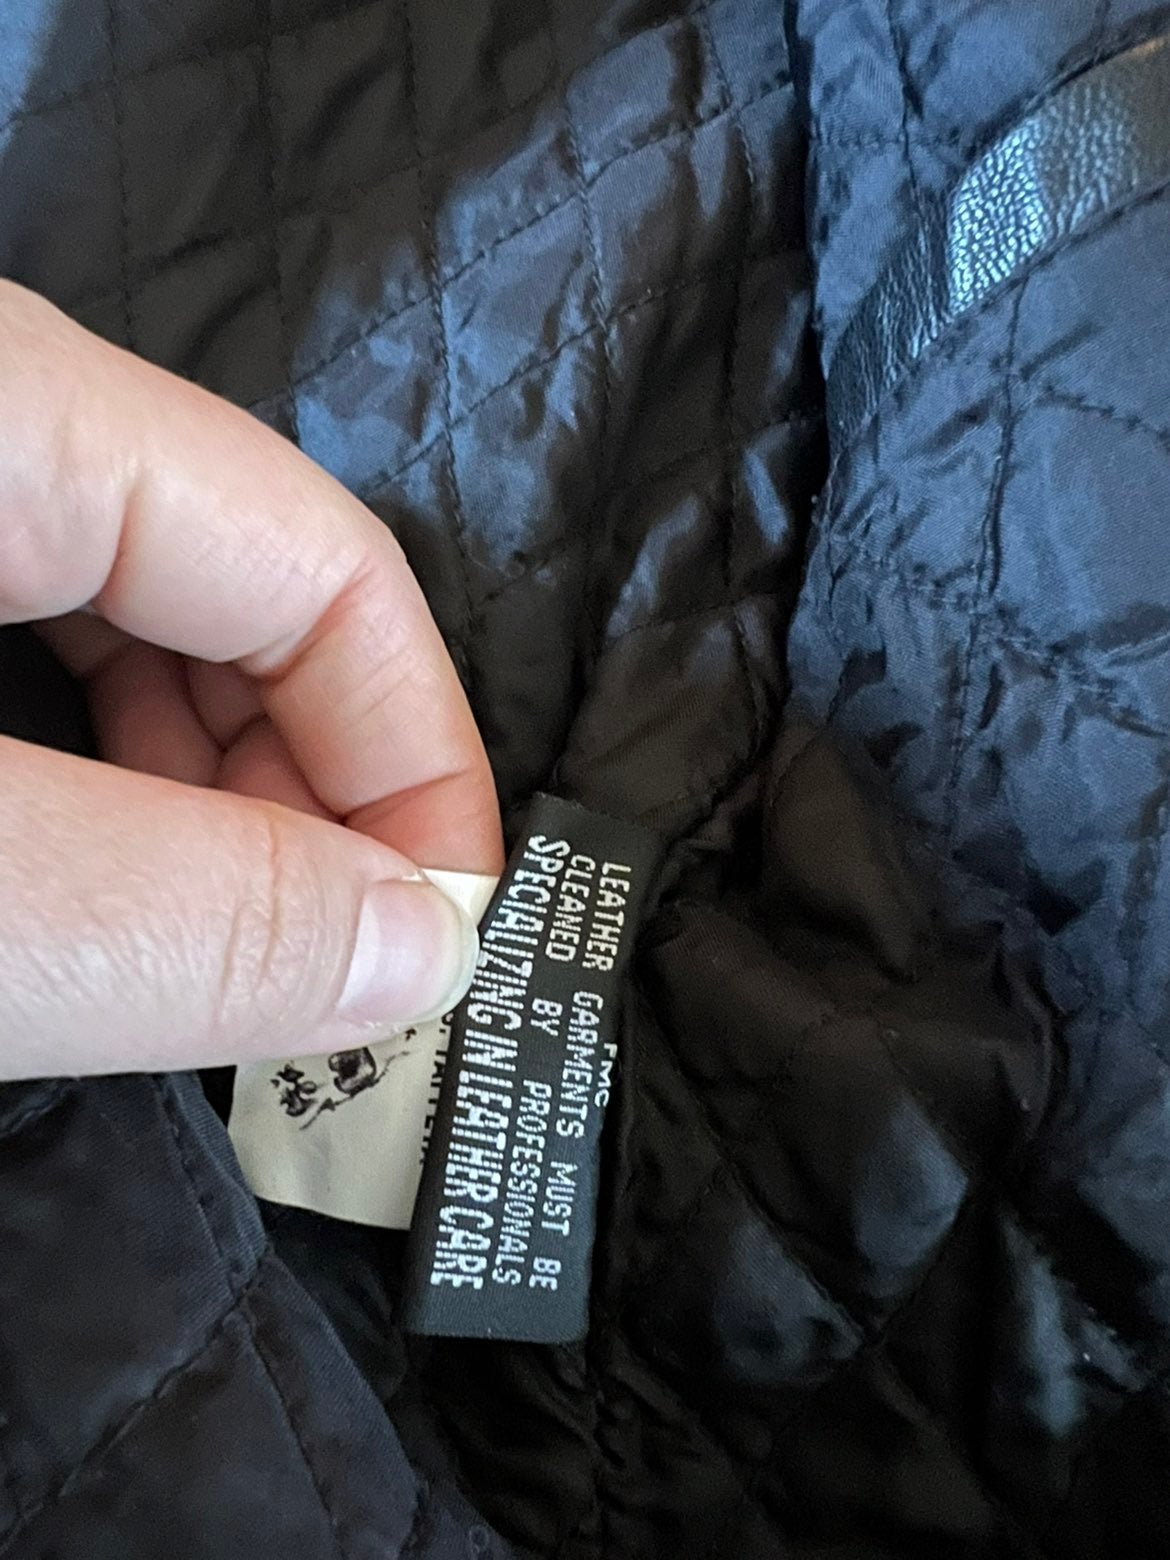 FMC
LEATHER GARMENTS MUST BE
CLEANED BY PROFESSIONALS
SPECIALIZING IN LEATHER CARE